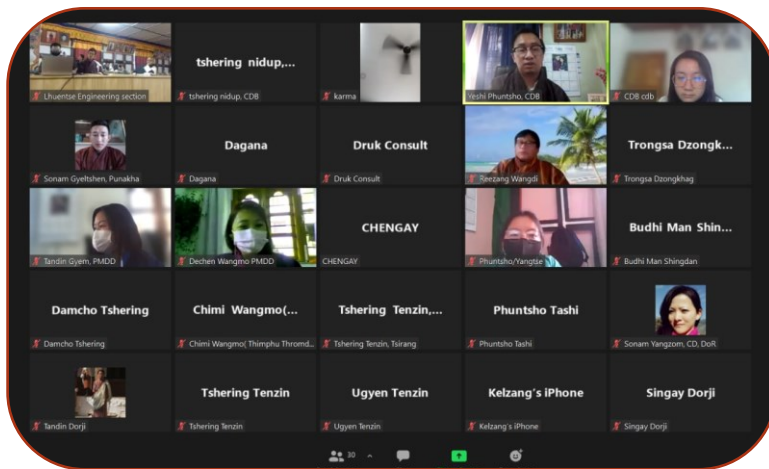 Lhuentse Engineering section
tshering nidup,...
tshering nidup, CDB
karma
Yeshi Phuntsho, CDB
CDB cdb
Sonam Gyeltshen, Punakha
Dagana
Dagana
Druk Consult
Druk Consult
Reezang Wangdi
Trongsa Dzongk...
Trongsa Dzongkhag
Tandin Gyem, PMDD
Dechen Wangmo PMDD
CHENGAY
CHENGAY
Phuntsho/Yangtse
Budhi Man Shin...
Budhi Man Shingdan
Damcho Tshering
Damcho Tshering
Chimi Wangmo(...
Chimi Wangmo( Thimphu Thromd...
Tshering Tenzin,...
Tshering Tenzin, Tsirang
Phuntsho Tashi
Phuntsho Tashi
Sonam Yangzom, CD, DoR
Tandin Dorji
Tshering Tenzin
Tshering Tenzin
Ugyen Tenzin
Ugyen Tenzin
Kelzang's iPhone
Kelzang's iPhone
Singay Dorji
Singay Dorji
30